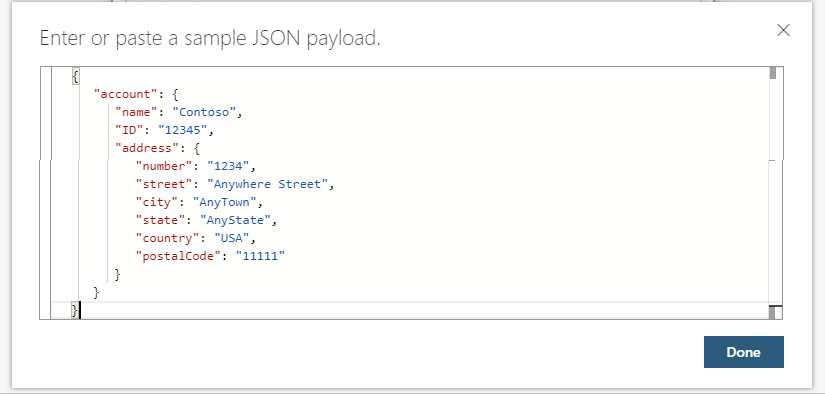 Enter or paste a sample JSON payload.
{
"account": {
"name": "Contoso",
"ID": "12345",
"address": {
"number": "1234",
"street": "Anywhere Street",
"city": "AnyTown",
"state": "AnyState",
"country": "USA",
"postalCode": "11111"
}
}
}
Done